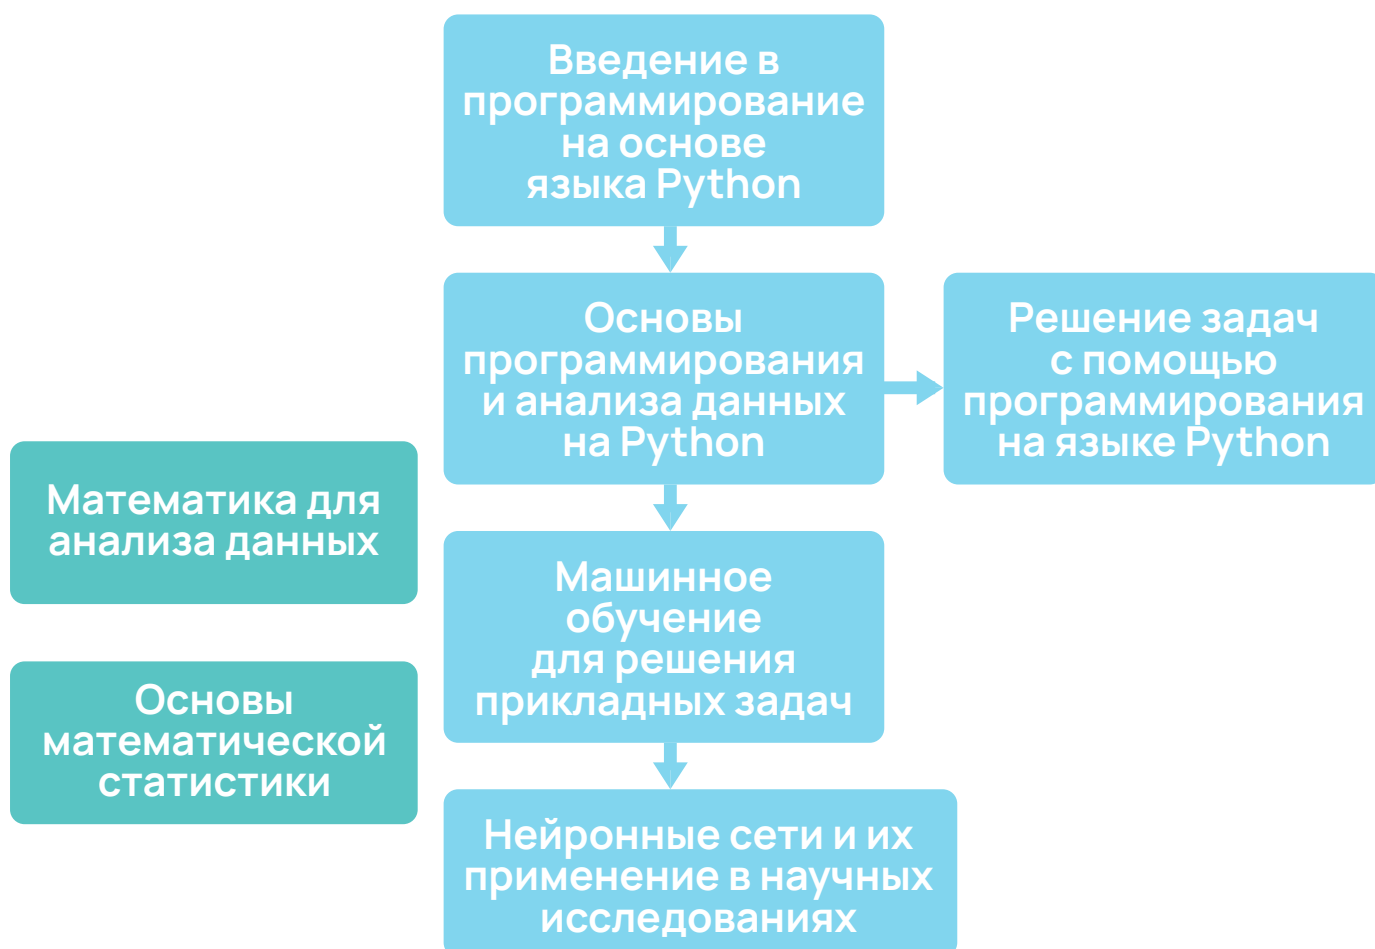 Введение в
программирование
на основе
языка Python
Основы
программирования
и анализа данных
на Python
Решение задач
с помощью
программирования
на языке Python
Математика для
анализа данных
Машинное
обучение
для решения
прикладных задач
Основы
математической
статистики
Нейронные сети и их
применение в научных
исследованиях